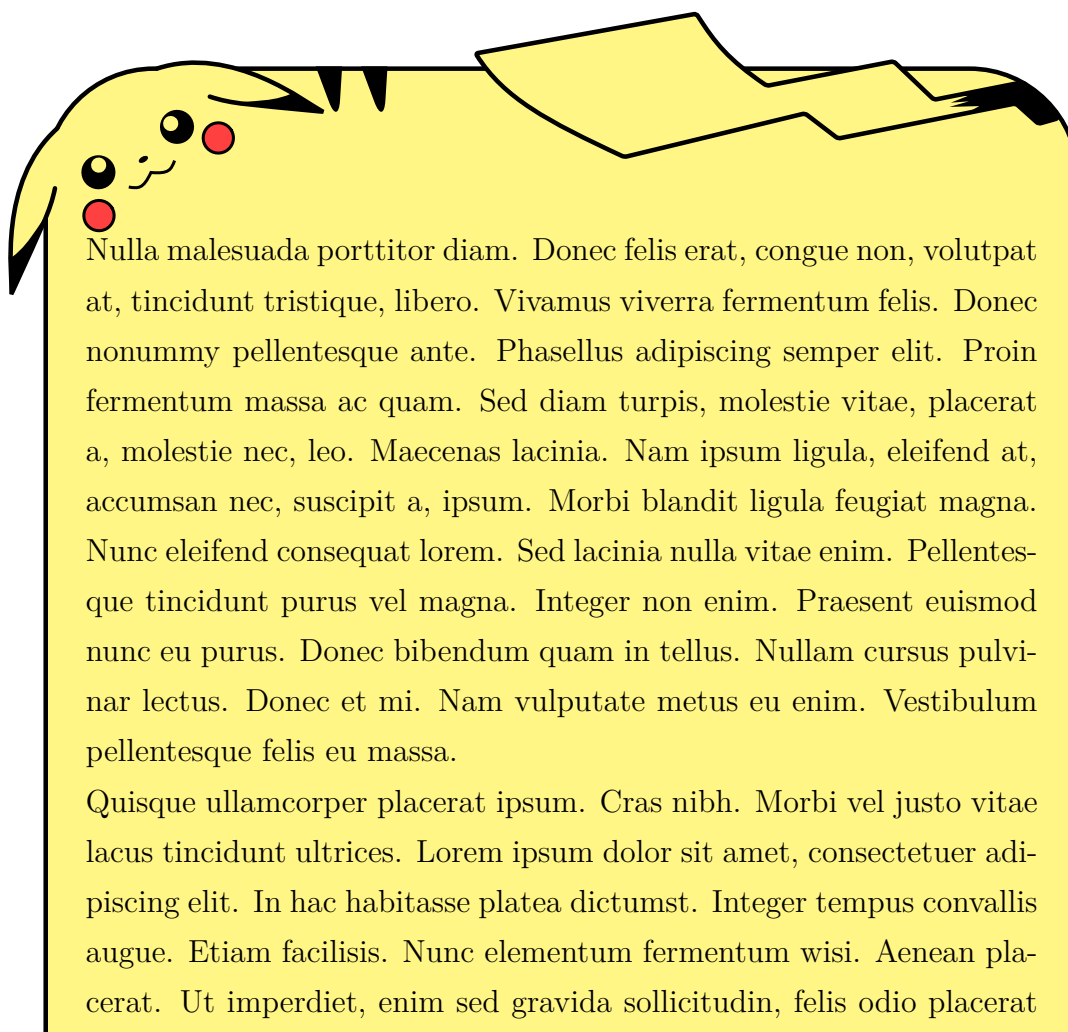 Nulla malesuada porttitor diam. Donec felis erat, congue non, volutpat
at, tincidunt tristique, libero. Vivamus viverra fermentum felis. Donec
nonummy pellentesque ante. Phasellus adipiscing semper elit. Proin
fermentum massa ac quam. Sed diam turpis, molestie vitae, placerat
a, molestie nec, leo. Maecenas lacinia. Nam ipsum ligula, eleifend at,
accumsan nec, suscipit a, ipsum. Morbi blandit ligula feugiat magna.
Nunc eleifend consequat lorem. Sed lacinia nulla vitae enim. Pellentes-
que tincidunt purus vel magna. Integer non enim. Praesent euismod
nunc eu purus. Donec bibendum quam in tellus. Nullam cursus pulvi-
nar lectus. Donec et mi. Nam vulputate metus eu enim. Vestibulum
pellentesque felis eu massa.
Quisque ullamcorper placerat ipsum. Cras nibh. Morbi vel justo vitae
lacus tincidunt ultrices. Lorem ipsum dolor sit amet, consectetuer adi-
piscing elit. In hac habitasse platea dictumst. Integer tempus convallis
augue. Etiam facilisis. Nunc elementum fermentum wisi. Aenean pla-
cerat. Ut imperdiet, enim sed gravida sollicitudin, felis odio placerat